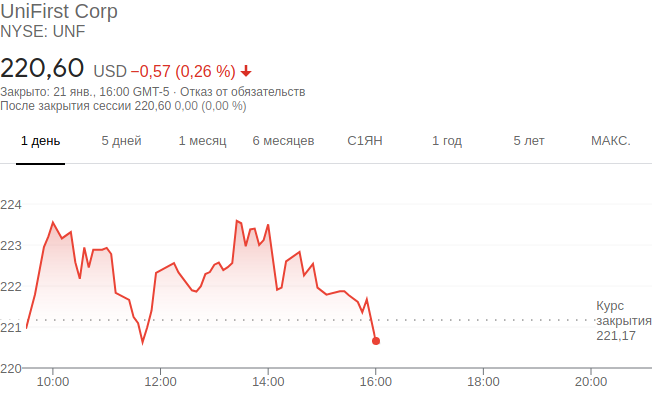 UniFirst Corp
NYSE: UNF
220,60 USD −0,57 (0,26 %)
Закрыто: 21 янв., 16:00 GMT-5 · Отказ от обязательств
После закрытия сессии 220,60 0,00 (0,00 %)
1 день 5 дней 1 месяц 6 месяцев С1ЯН 1 год 5 лет МАКС.
224
223
222
Курс
закрытия
221,17
221
220
10:00 12:00 14:00 16:00 18:00 20:00